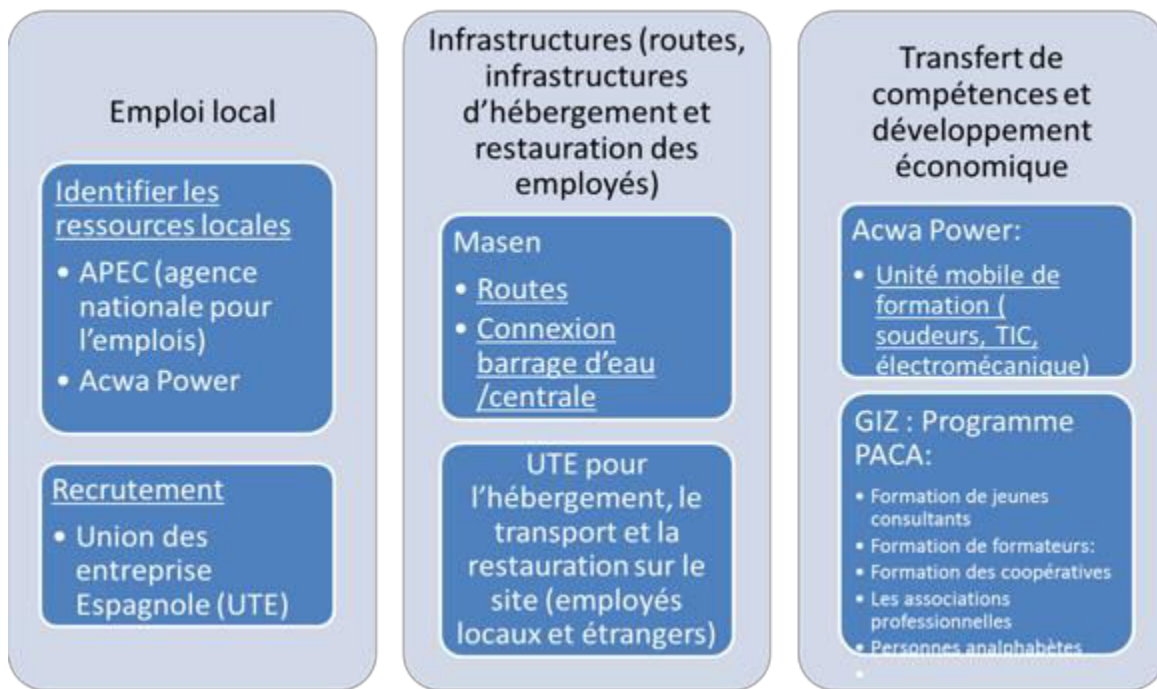 Emploi local
Identifier les
ressources locales
• APEC (agence
nationale pour
l'emplois)
• Acwa Power
Recrutement
• Union des
entreprise
Espagnole (UTE)
Infrastructures (routes,
infrastructures
d'hébergement et
restauration des
employés)
Masen
• Routes
• Connexion
barrage d'eau
/centrale
UTE pour
l'hébergement, le
transport et la
restauration sur le
site (employés
locaux et étrangers)
Transfert de
compétences et
développement
économique
Acwa Power:
• Unité mobile de
formation (
soudeurs, TIC,
électromécanique)
GIZ : Programme
PACA:
• Formation de jeunes
consultants
• Formation de formateurs:
• Formation des coopératives
• Les associations
professionnelles
• Personnes analphabètes
•